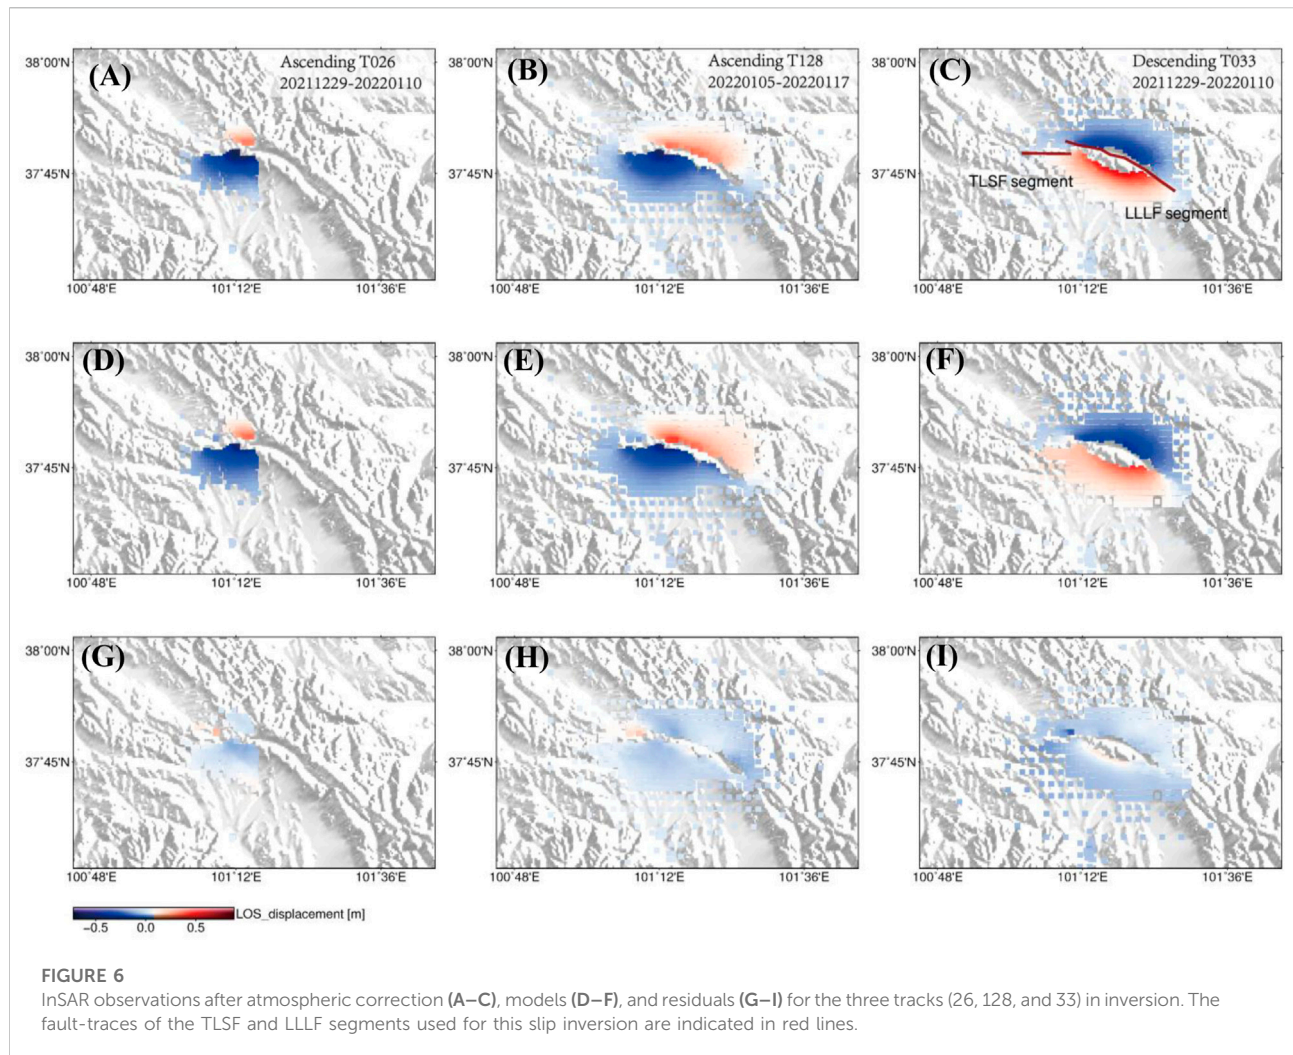 (A) Ascending T026
20211229-20220110
(B) Ascending T128
20220105-20220117
(C) Descending T033
20211229-20220110
38°00'N 38°00'N 38°00'N
37°45'N 37°45'N 37°45'N
TLSF segment
LLLF segment
100°48'E 101°12'E 101°36'E 100°48'E 101°12'E 101°36'E 100°48'E 101°12'E 101°36'E
(D) (E) (F)
38°00'N 38°00'N 38°00'N
37°45'N 37°45'N 37°45'N
100°48'E 101°12'E 101°36'E 100°48'E 101°12'E 101°36'E 100°48'E 101°12'E 101°36'E
(G) (H) (I)
38°00'N 38°00'N 38°00'N
37°45'N 37°45'N 37°45'N
100°48'E 101°12'E 101°36'E 100°48'E 101°12'E 101°36'E 100°48'E 101°12'E 101°36'E
LOS_displacement [m]
−0.5 0.0 0.5
FIGURE 6
InSAR observations after atmospheric correction (A–C), models (D–F), and residuals (G–I) for the three tracks (26, 128, and 33) in inversion. The
fault-traces of the TLSF and LLLF segments used for this slip inversion are indicated in red lines.